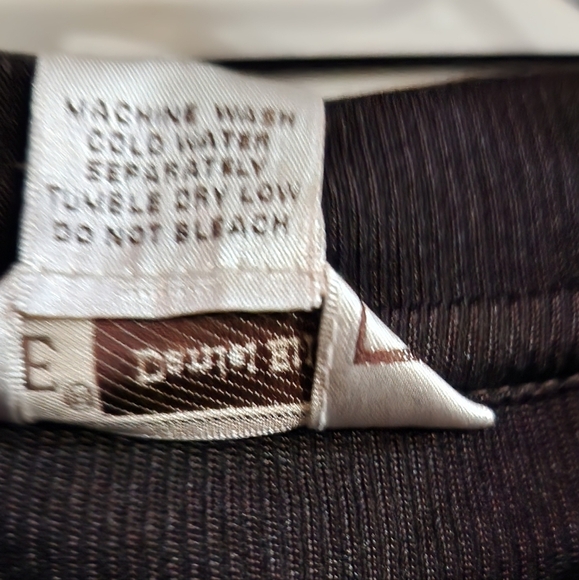 MACHINE WASH
COLD WATER
SEPARATELY
TUMBLE DRY LOW
DO NOT BLEACH
E ®